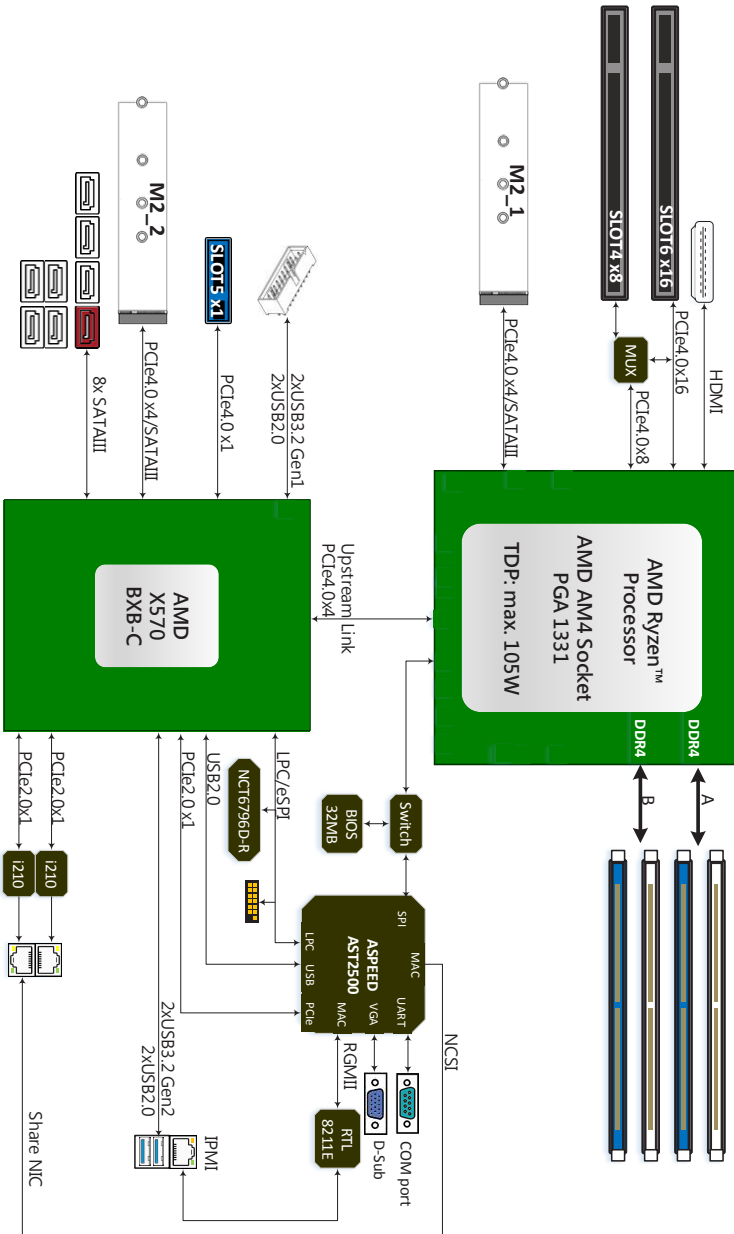 SLOT6 x16
SLOT4 x8
HDMI
PCIe4.0x16
MUX
PCIe4.0x8
M2_1
PCIe4.0 x4/SATAIII
AMD Ryzen™
Processor
AMD AM4 Socket
PGA 1331
TDP: max. 105W
DDR4
DDR4
A
B
Upstream Link
PCIe4.0x4
2xUSB3.2 Gen1
2xUSB2.0
SLOT5 x1
PCIe4.0 x1
M2_2
PCIe4.0 x4/SATAIII
8x SATAIII
AMD
X570
BXB-C
Switch
BIOS
32MB
LPC/eSPI
NCT6796D-R
USB2.0
PCIe2.0 x1
ASPEED
AST2500
SPI
MAC
LPC
USB
PCIe
UART
VGA
MAC
NCSI
COM port
D-Sub
RGMII
RTL
8211E
IPMI
2xUSB3.2 Gen2
2xUSB2.0
PCIe2.0x1
i210
PCIe2.0x1
i210
Share NIC